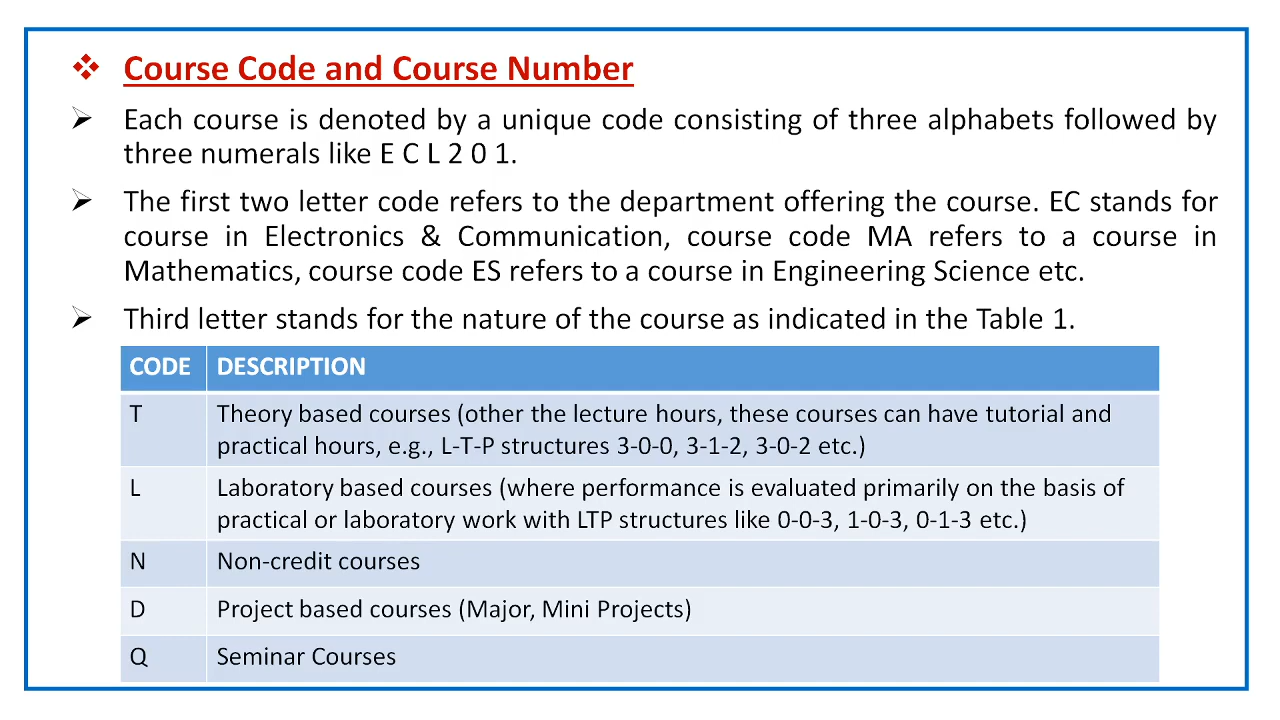 ❖ Course Code and Course Number
➢ Each course is denoted by a unique code consisting of three alphabets followed by
three numerals like E C L 2 0 1.
➢ The first two letter code refers to the department offering the course. EC stands for
course in Electronics & Communication, course code MA refers to a course in
Mathematics, course code ES refers to a course in Engineering Science etc.
➢ Third letter stands for the nature of the course as indicated in the Table 1.
CODE DESCRIPTION
T Theory based courses (other the lecture hours, these courses can have tutorial and
practical hours, e.g., L-T-P structures 3-0-0, 3-1-2, 3-0-2 etc.)
L Laboratory based courses (where performance is evaluated primarily on the basis of
practical or laboratory work with LTP structures like 0-0-3, 1-0-3, 0-1-3 etc.)
N Non-credit courses
D Project based courses (Major, Mini Projects)
Q Seminar Courses